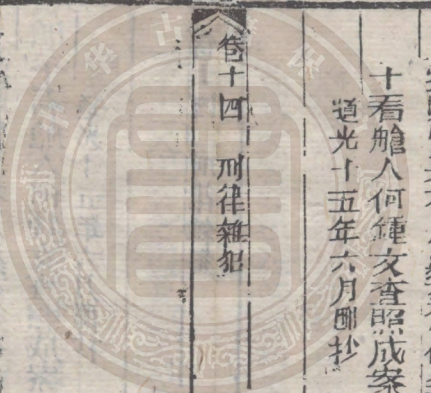 十看艙人何鍾文查照成案
道光十五年六月邸抄
卷十四　刑律雜犯